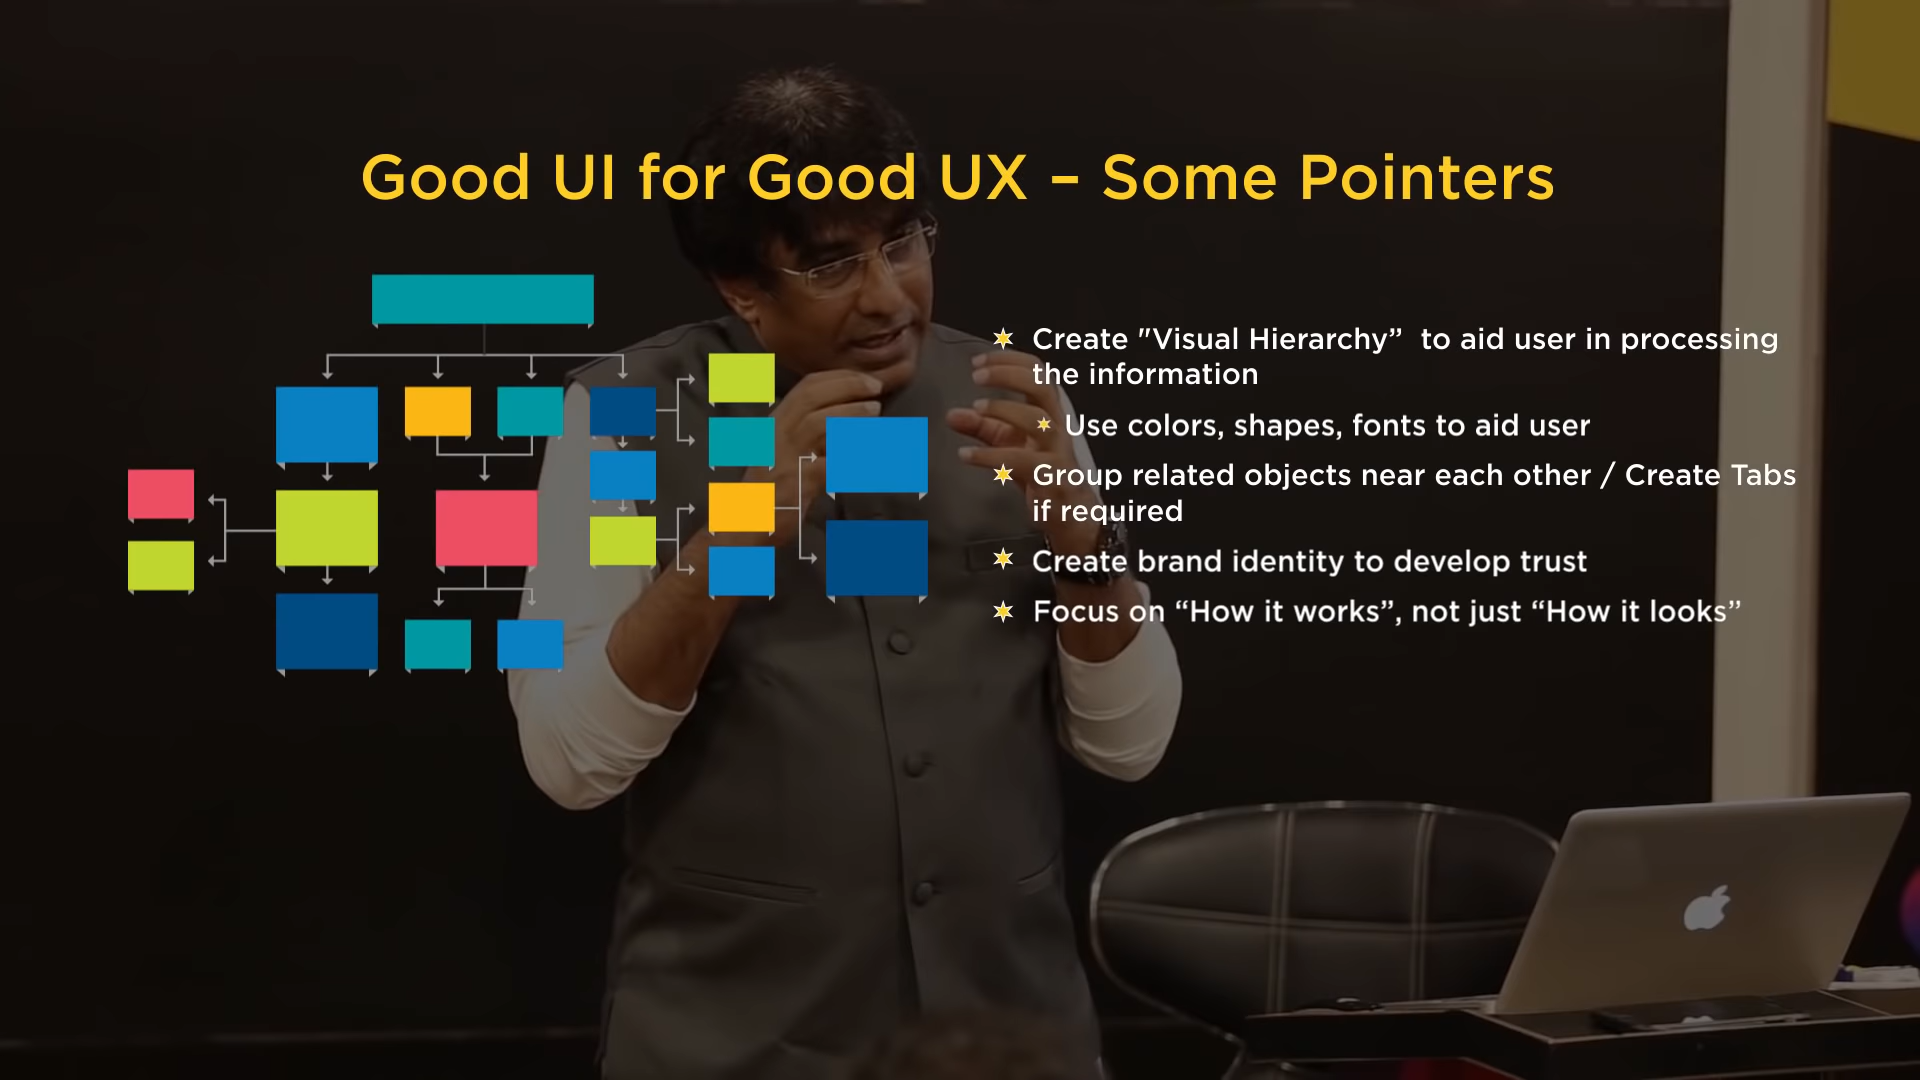 Good UI for Good UX – Some Pointers
Create "Visual Hierarchy”  to aid user in processing
the information
Use colors, shapes, fonts to aid user
Group related objects near each other / Create Tabs
if required
Create brand identity to develop trust
Focus on “How it works”, not just “How it looks”